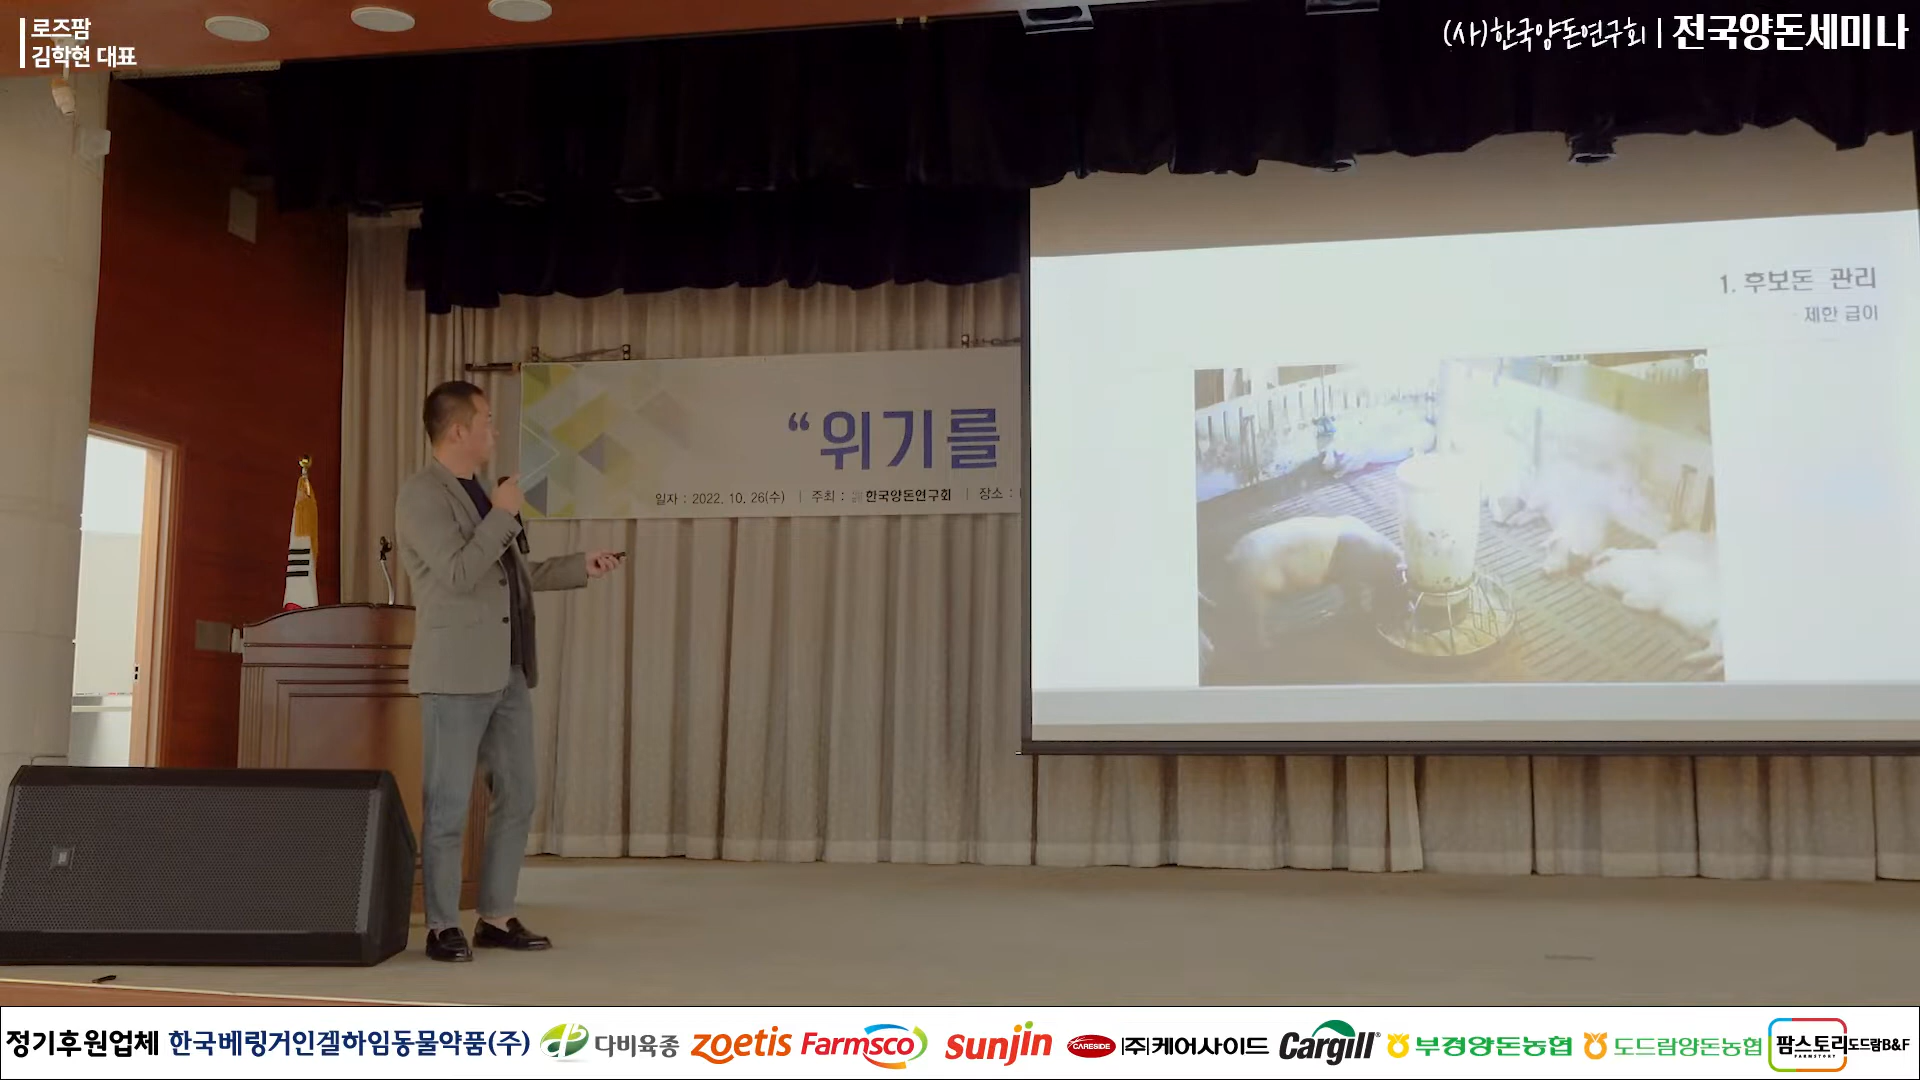 로즈팜
김학현 대표
(사)한국양돈연구회 | 전국양돈세미나
1. 후보돈 관리
제한 급이
“위기를
일자 : 2022. 10. 26(수) | 주최 : 한국양돈연구회 | 장소 :
정기후원업체 한국베링거인겔하임동물약품(주) 다비육종 zoetis Farmsco sunjin CARESIDE (주)케어사이드 Cargill® 부경양돈농협 도드람양돈농협 팜스토리 FARMSTORY 도드람B&F